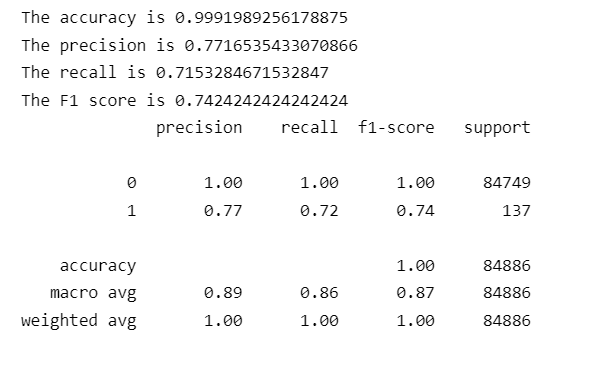 The accuracy is 0.9991989256178875
The precision is 0.7716535433070866
The recall is 0.7153284671532847
The F1 score is 0.7424242424242424
precision recall f1-score support
0 1.00 1.00 1.00 84749
1 0.77 0.72 0.74 137
accuracy 1.00 84886
macro avg 0.89 0.86 0.87 84886
weighted avg 1.00 1.00 1.00 84886